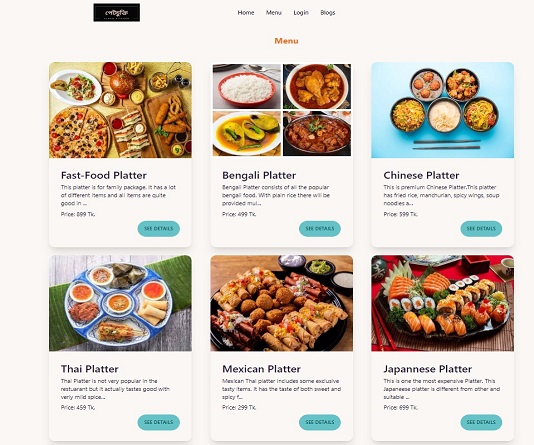 পেটচুক্তি
Home Menu Login Blogs
Menu
Fast-Food Platter
This platter is for family package. It has a lot
of different items and all items are quite
good in ...
Price: 899 Tk.
SEE DETAILS
Bengali Platter
Bengali Platter consists of all the popular
bengali food. With plain rice there will be
provided mui...
Price: 499 Tk.
SEE DETAILS
Chinese Platter
This is premium Chinese Platter.This platter
has fried rice, manchurian, spicy wings, soup
noodles a...
Price: 599 Tk.
SEE DETAILS
Thai Platter
Thai Platter is not very popular in the
restuarant but it actually tastes good with
very mild spice...
Price: 459 Tk.
SEE DETAILS
Mexican Platter
Mexican Thai platter includes some exclusive
tasty items. It has the taste of both sweet and
spicy f...
Price: 299 Tk.
SEE DETAILS
Japannese Platter
This is one the most expensive Platter. This
Japaneese platter is different from other and
suitable ...
Price: 699 Tk.
SEE DETAILS